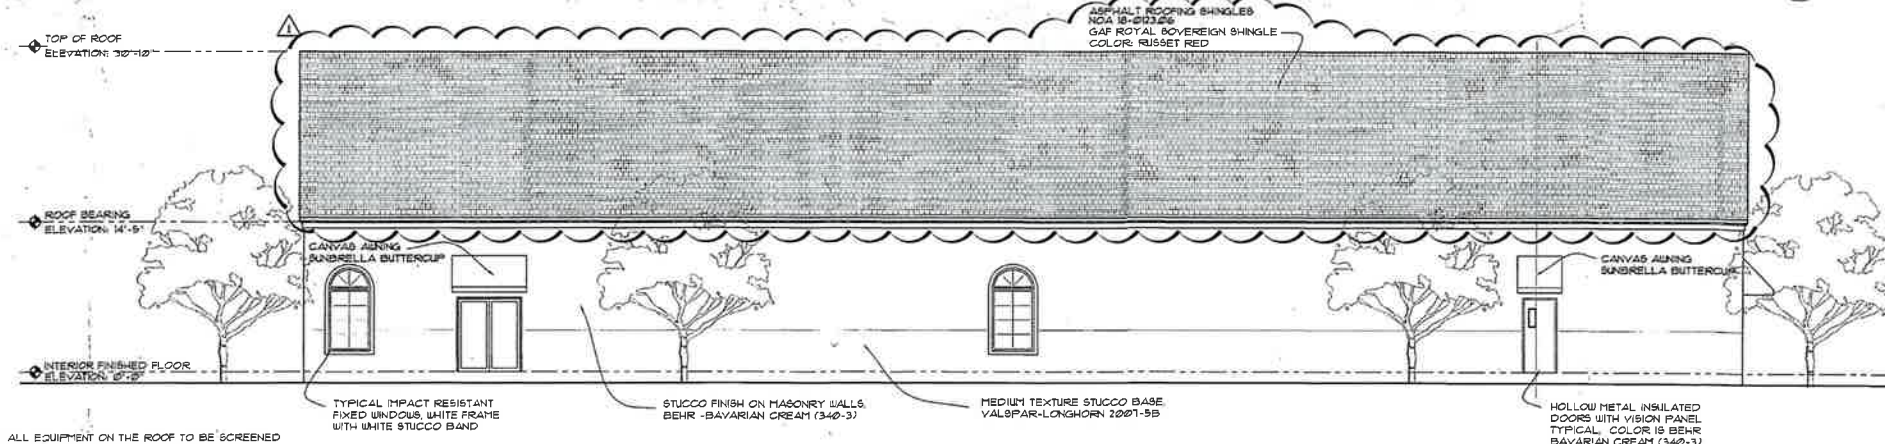 ASPHALT ROOFING SHINGLES
NOA 18-0123.06
GAF ROYAL SOVEREIGN SHINGLE
COLOR: RUSSET RED
1
TOP OF ROOF
ELEVATION: 30'-10"
ROOF BEARING
ELEVATION: 14'-5"
CANVAS AWNING
SUNBRELLA BUTTERCUP
CANVAS AWNING
SUNBRELLA BUTTERCUP
INTERIOR FINISHED FLOOR
ELEVATION: 0'-0"
TYPICAL IMPACT RESISTANT
FIXED WINDOWS, WHITE FRAME
WITH WHITE STUCCO BAND
STUCCO FINISH ON MASONRY WALLS,
BEHR -BAVARIAN CREAM (340-3)
MEDIUM TEXTURE STUCCO BASE,
VALSPAR-LONGHORN 2007-5B
HOLLOW METAL INSULATED
DOORS WITH VISION PANEL
TYPICAL, COLOR IS BEHR
BAVARIAN CREAM (340-3)
ALL EQUIPMENT ON THE ROOF TO BE SCREENED